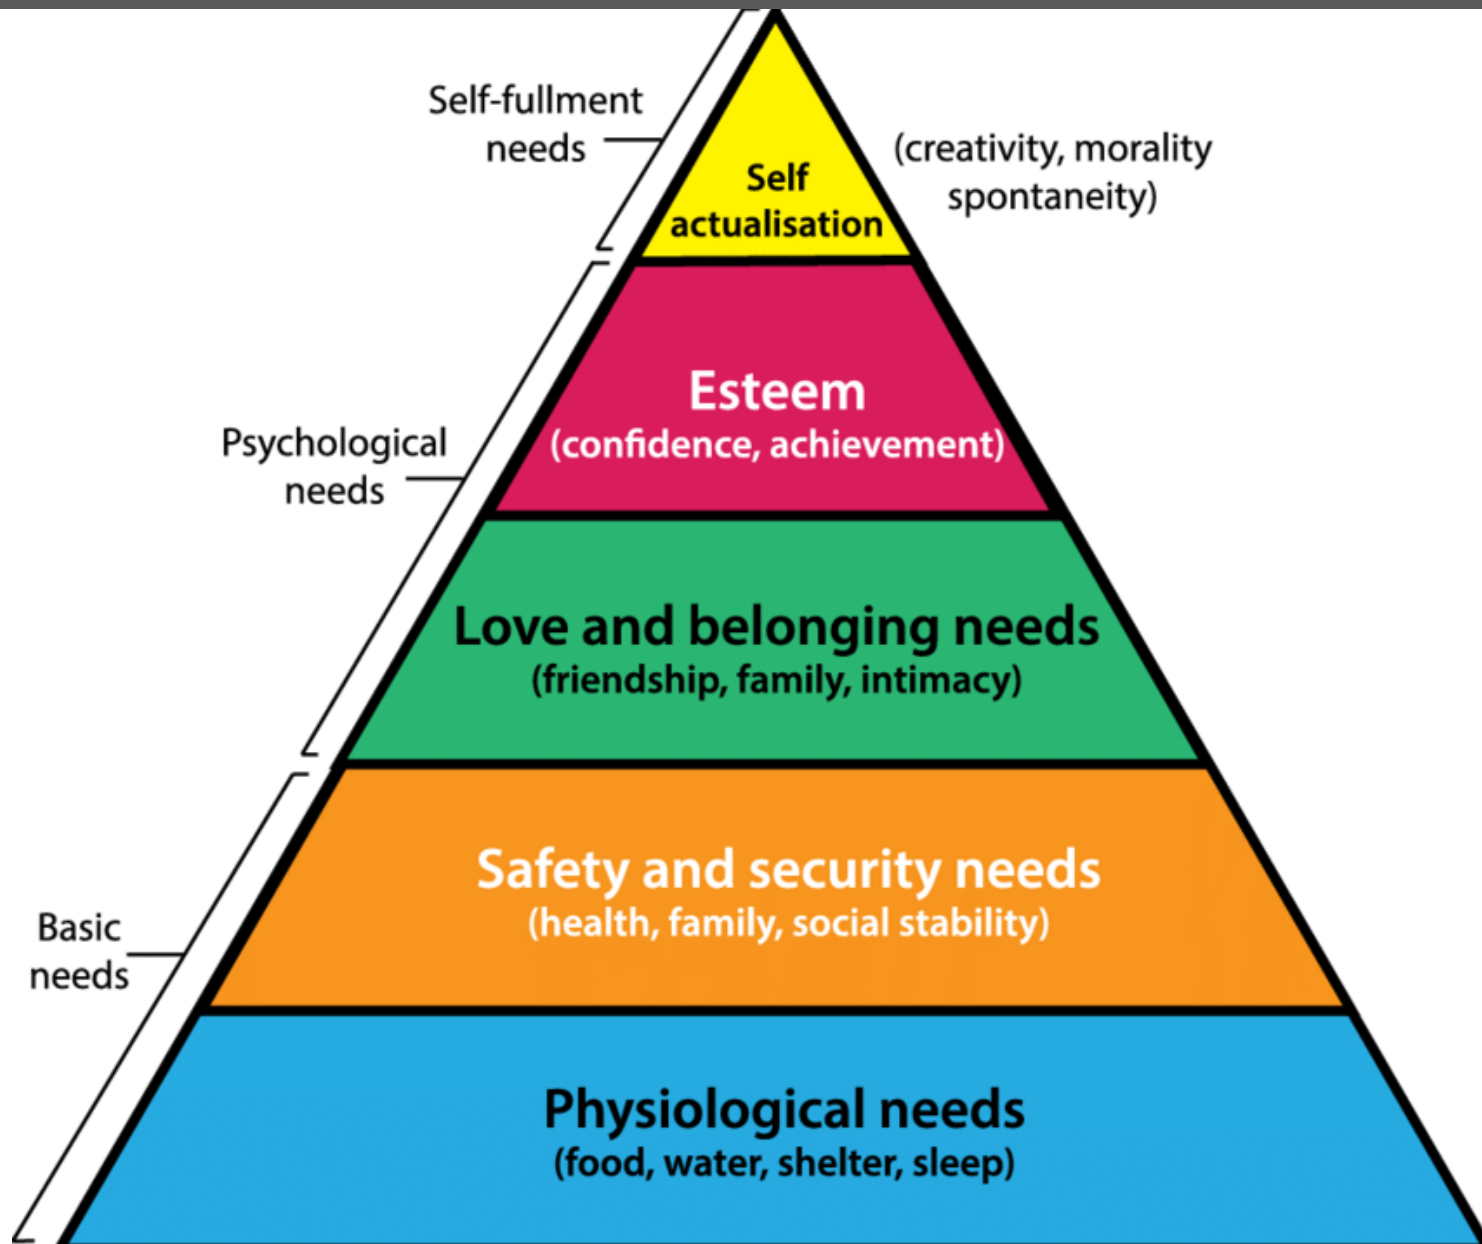 Self-fullment
needs
(creativity, morality
spontaneity)
Self
actualisation
Esteem
(confidence, achievement)
Psychological
needs
Love and belonging needs
(friendship, family, intimacy)
Safety and security needs
(health, family, social stability)
Basic
needs
Physiological needs
(food, water, shelter, sleep)